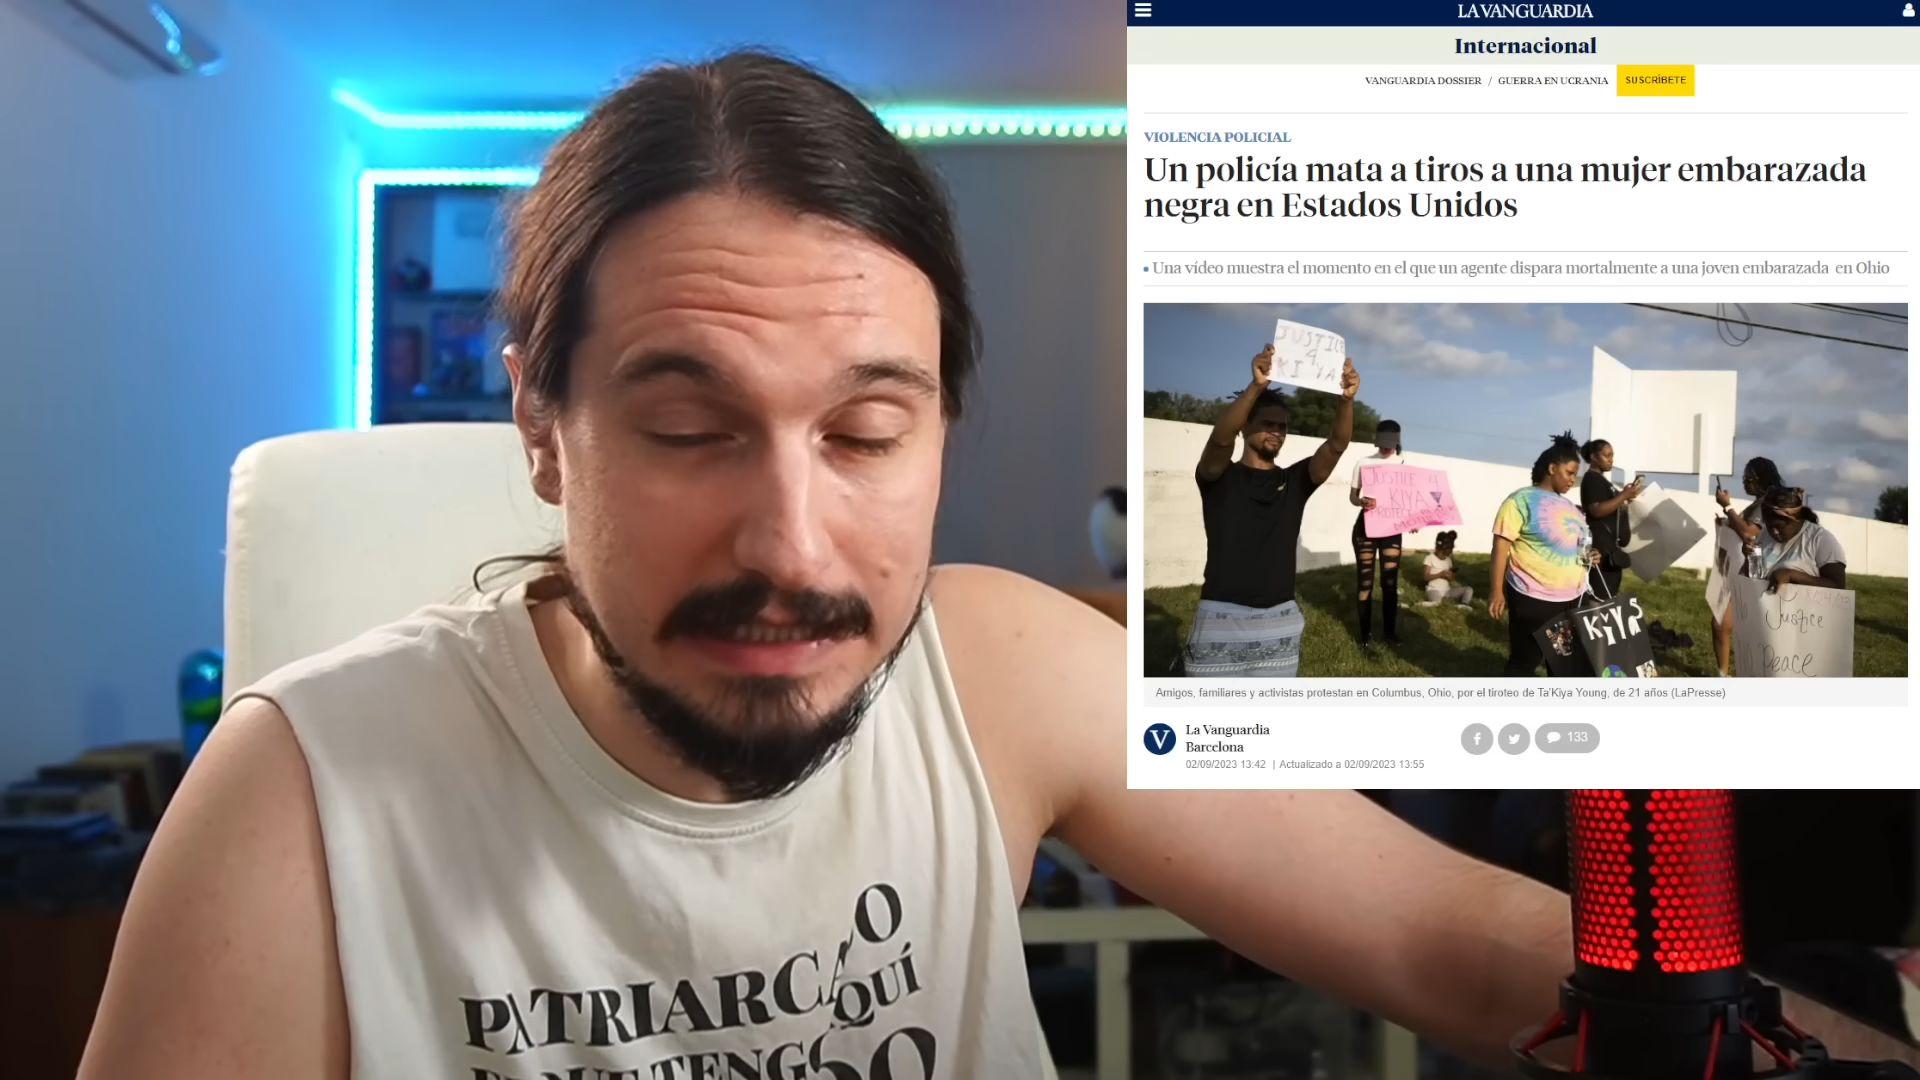 LA VANGUARDIA
Internacional
VANGUARDIA DOSSIER / GUERRA EN UCRANIA SUSCRÍBETE
VIOLENCIA POLICIAL
Un policía mata a tiros a una mujer embarazada
negra en Estados Unidos
Una vídeo muestra el momento en el que un agente dispara mortalmente a una joven embarazada en Ohio
JUSTICE
4
KIYA
JUSTICE 4
KIYA
KIYA'S
Justice
Peace
Amigos, familiares y activistas protestan en Columbus, Ohio, por el tiroteo de Ta'Kiya Young, de 21 años (LaPresse)
V
La Vanguardia
Barcelona
133
02/09/2023 13:42 | Actualizado a 02/09/2023 13:55
PATRIARCADO
AQUÍ
TENGO